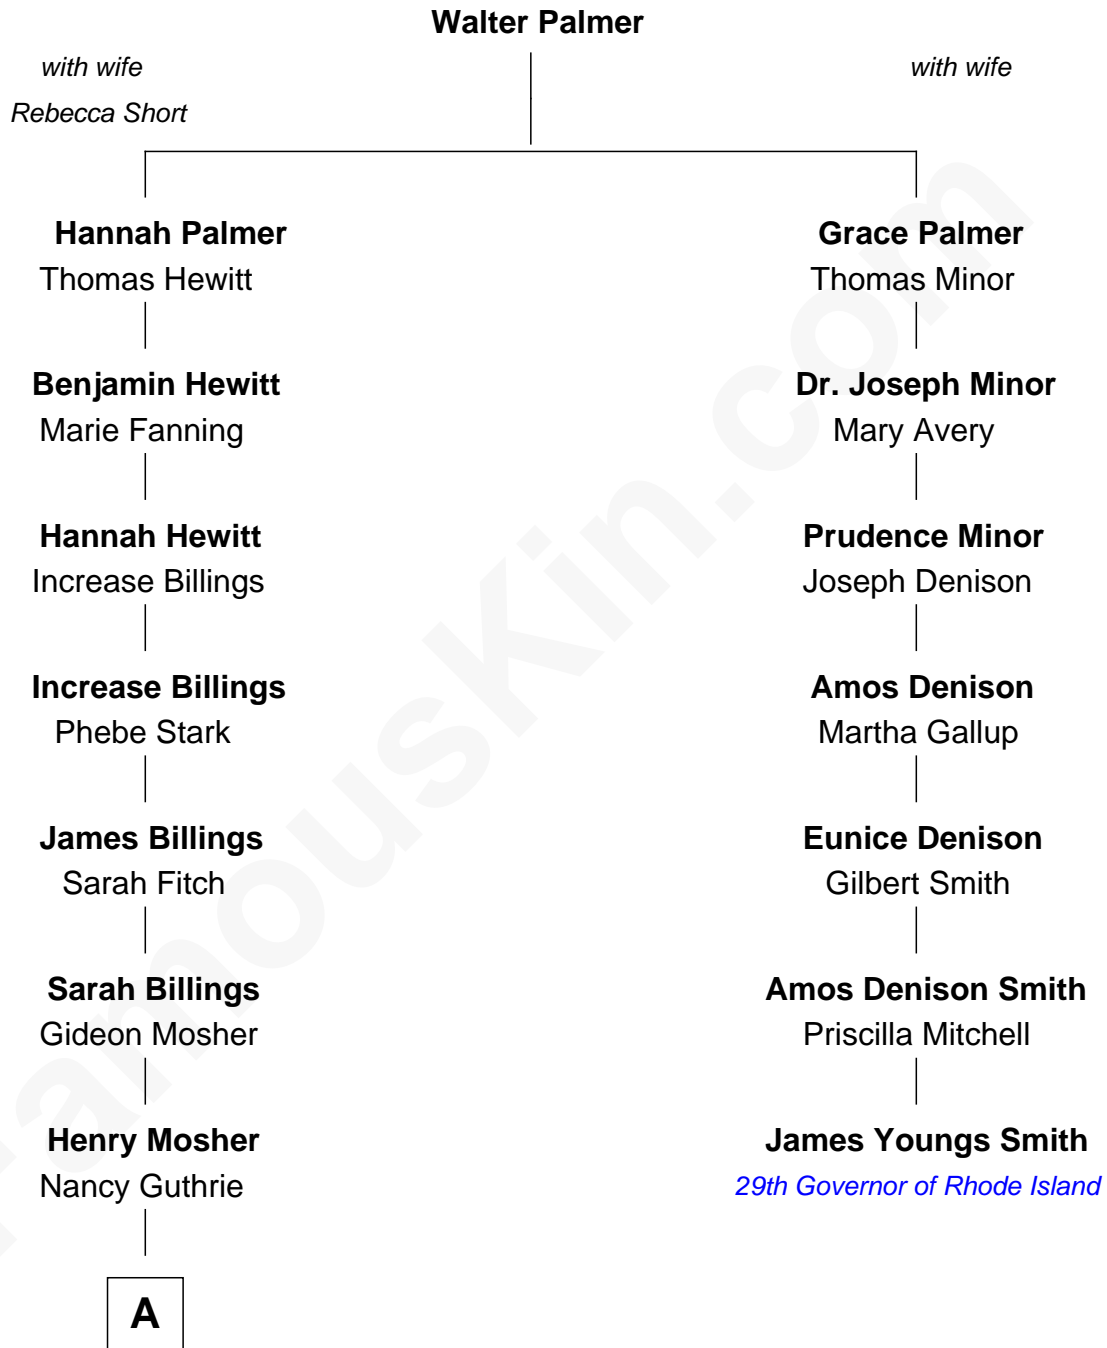 Walter Palmer
with wife
with wife
Rebecca Short
Hannah Palmer
Grace Palmer
Thomas Hewitt
Thomas Minor
Benjamin Hewitt
Dr. Joseph Minor
Marie Fanning
Mary Avery
Hannah Hewitt
Prudence Minor
Increase Billings
Joseph Denison
Increase Billings
Amos Denison
Phebe Stark
Martha Gallup
James Billings
Eunice Denison
Sarah Fitch
Gilbert Smith
Sarah Billings
Amos Denison Smith
Gideon Mosher
Priscilla Mitchell
Henry Mosher
James Youngs Smith
Nancy Guthrie
29th Governor of Rhode Island
A
FamousKin.com